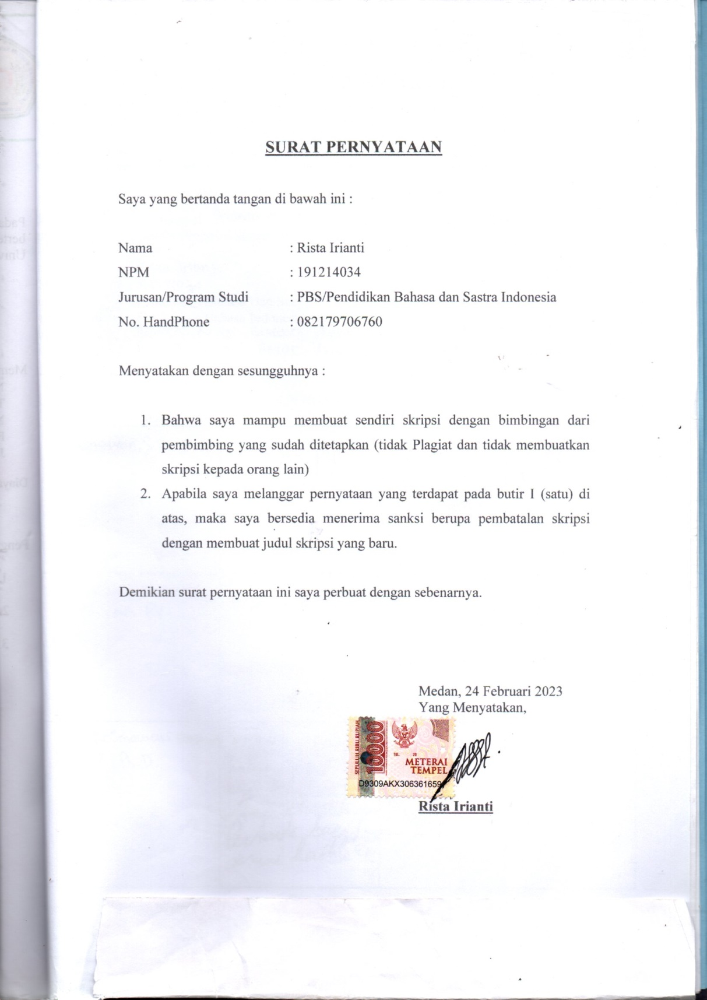 SURAT PERNYATAAN
Saya yang bertanda tangan di bawah ini :
Nama : Rista Irianti
NPM : 191214034
Jurusan/Program Studi : PBS/Pendidikan Bahasa dan Sastra Indonesia
No. HandPhone : 082179706760
Menyatakan dengan sesungguhnya :
1. Bahwa saya mampu membuat sendiri skripsi dengan bimbingan dari
pembimbing yang sudah ditetapkan (tidak Plagiat dan tidak membuatkan
skripsi kepada orang lain)
2. Apabila saya melanggar pernyataan yang terdapat pada butir I (satu) di
atas, maka saya bersedia menerima sanksi berupa pembatalan skripsi
dengan membuat judul skripsi yang baru.
Demikian surat pernyataan ini saya perbuat dengan sebenarnya.
Medan, 24 Februari 2023
Yang Menyatakan,
SEPULUH RIBU RUPIAH
10000
TGL. 20
METERAI
TEMPEL
D9309AKX306361659
Rista Irianti